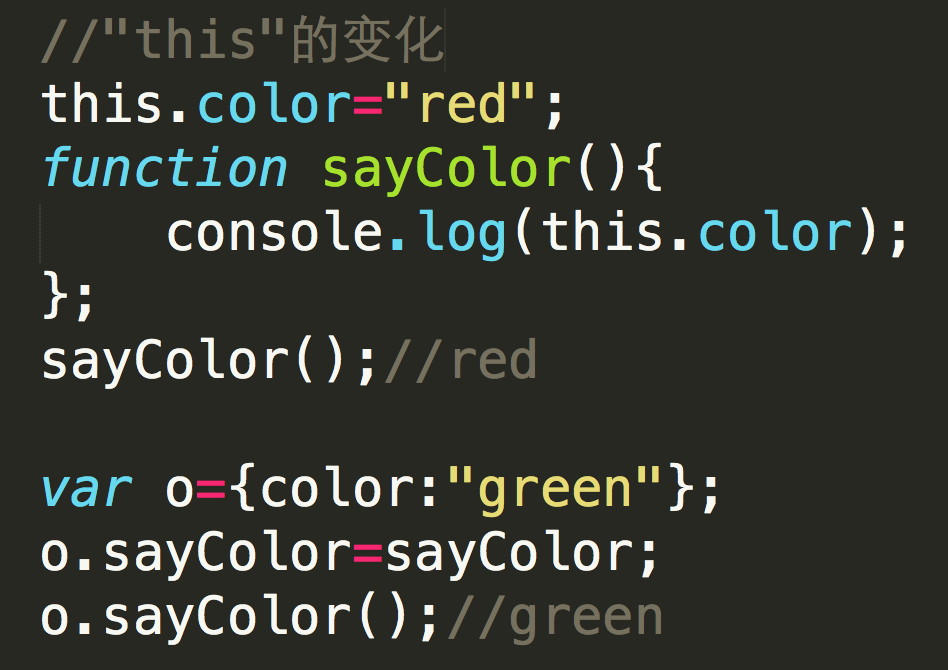 //"this"的变化
this.color="red";
function sayColor(){
    console.log(this.color);
};
sayColor();//red

var o={color:"green"};
o.sayColor=sayColor;
o.sayColor();//green